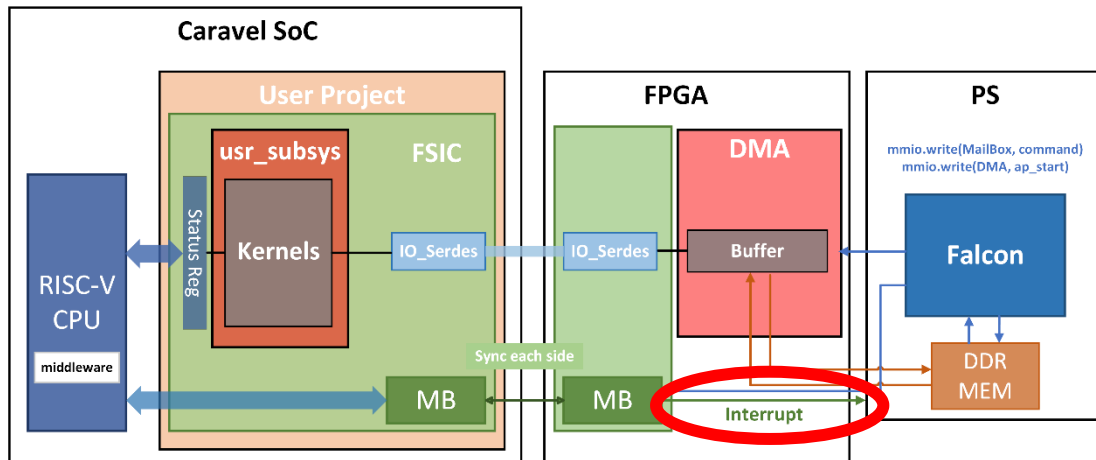 Caravel SoC
User Project
usr_subsys
FSIC
Status Reg
Kernels
IO_Serdes
RISC-V
CPU
middleware
MB
Sync each side
FPGA
DMA
IO_Serdes
Buffer
MB
Interrupt
PS
mmio.write(MailBox, command)
mmio.write(DMA, ap_start)
Falcon
DDR
MEM